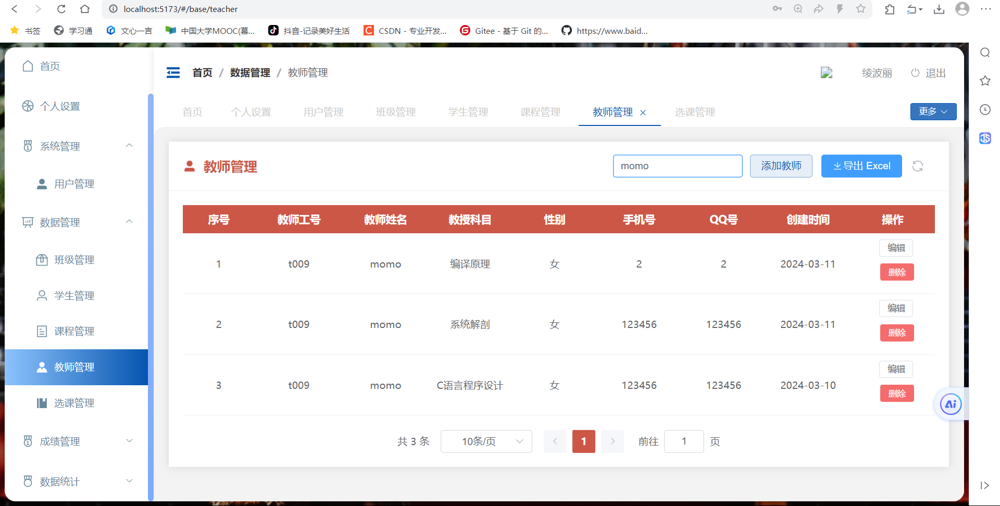 localhost:5173/#/base/teacher
书签 学习通 文心一言 中国大学MOOC(慕... 抖音-记录美好生活 CSDN - 专业开发... Gitee - 基于 Git 的... https://www.baid...
首页
个人设置
系统管理
用户管理
数据管理
班级管理
学生管理
课程管理
教师管理
选课管理
成绩管理
数据统计
首页 / 数据管理 / 教师管理
绫波丽 退出
首页 个人设置 用户管理 班级管理 学生管理 课程管理 教师管理 选课管理 更多
教师管理 momo 添加教师 导出 Excel
序号 教师工号 教师姓名 教授科目 性别 手机号 QQ号 创建时间 操作
1 t009 momo 编译原理 女 2 2 2024-03-11 编辑 删除
2 t009 momo 系统解剖 女 123456 123456 2024-03-11 编辑 删除
3 t009 momo C语言程序设计 女 123456 123456 2024-03-10 编辑 删除
共 3 条 10条/页 1 前往 1 页
Ai